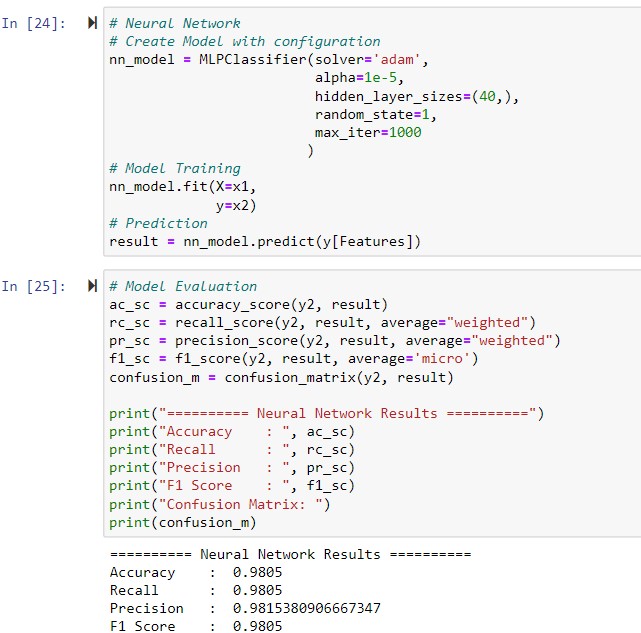 In [24]:
# Neural Network
# Create Model with configuration
nn_model = MLPClassifier(solver='adam',
                         alpha=1e-5,
                         hidden_layer_sizes=(40,),
                         random_state=1,
                         max_iter=1000
                        )
# Model Training
nn_model.fit(X=x1,
             y=x2)
# Prediction
result = nn_model.predict(y[Features])
In [25]:
# Model Evaluation
ac_sc = accuracy_score(y2, result)
rc_sc = recall_score(y2, result, average="weighted")
pr_sc = precision_score(y2, result, average="weighted")
f1_sc = f1_score(y2, result, average='micro')
confusion_m = confusion_matrix(y2, result)
print("========== Neural Network Results ==========")
print("Accuracy    : ", ac_sc)
print("Recall      : ", rc_sc)
print("Precision   : ", pr_sc)
print("F1 Score    : ", f1_sc)
print("Confusion Matrix: ")
print(confusion_m)
========== Neural Network Results ==========
Accuracy    :  0.9805
Recall      :  0.9805
Precision   :  0.9815380906667347
F1 Score    :  0.9805